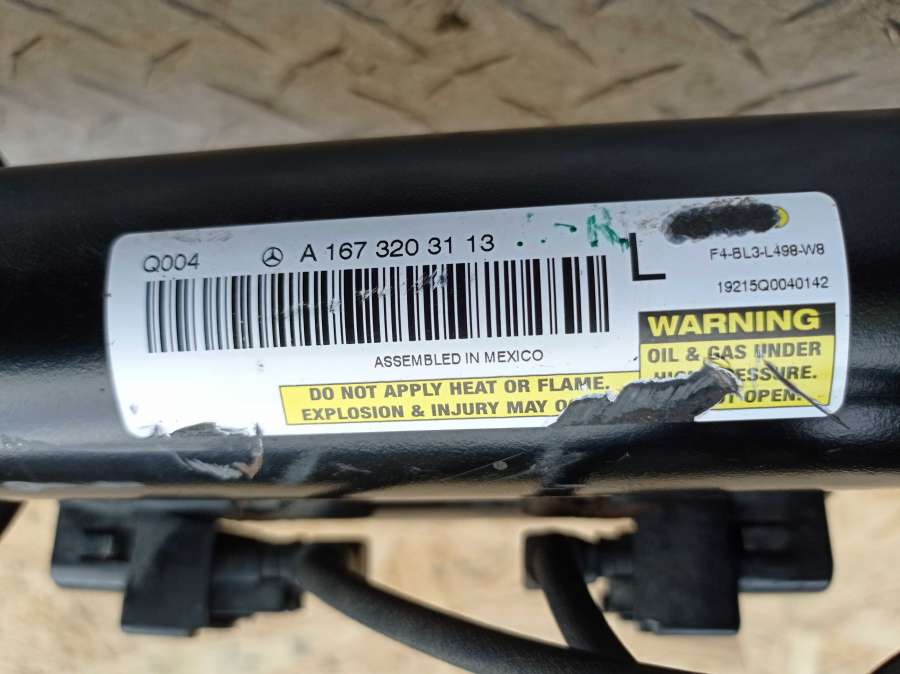 Q004 A 167 320 31 13
L
F4-BL3-L498-W8
19215Q0040142
ASSEMBLED IN MEXICO
DO NOT APPLY HEAT OR FLAME.
EXPLOSION & INJURY MAY
WARNING
OIL & GAS UNDER
OPEN.